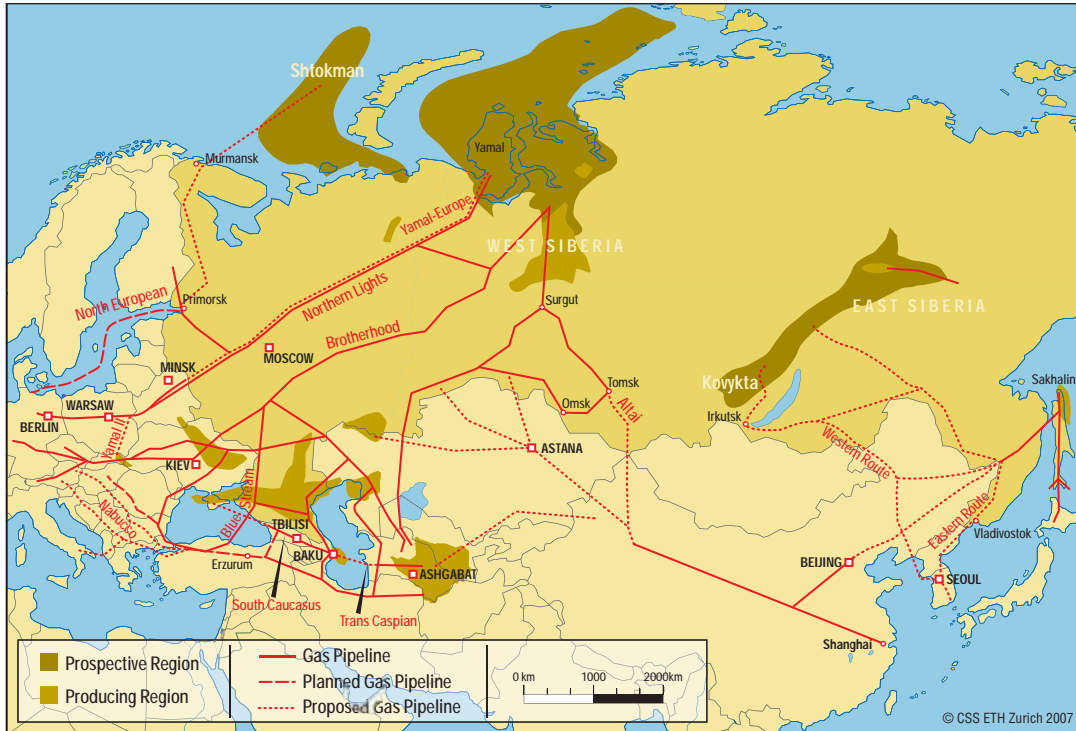 Shtokman
Murmansk
Yamal
Yamal-Europe
WEST SIBERIA
North European
Primorsk
Northern Lights
Surgut
EAST SIBERIA
Brotherhood
MOSCOW
MINSK
Kovykta
Sakhalin
Tomsk
WARSAW
Omsk
Altai
BERLIN
Yamal II
Irkutsk
Western Route
KIEV
ASTANA
Blue Stream
Nabucco
TBILISI
Eastern Route
Vladivostok
Erzurum
BAKU
BEIJING
ASHGABAT
SEOUL
South Caucasus
Trans Caspian
Shanghai
Prospective Region
Producing Region
Gas Pipeline
Planned Gas Pipeline
Proposed Gas Pipeline
0 km 1000 2000km
© CSS ETH Zurich 2007